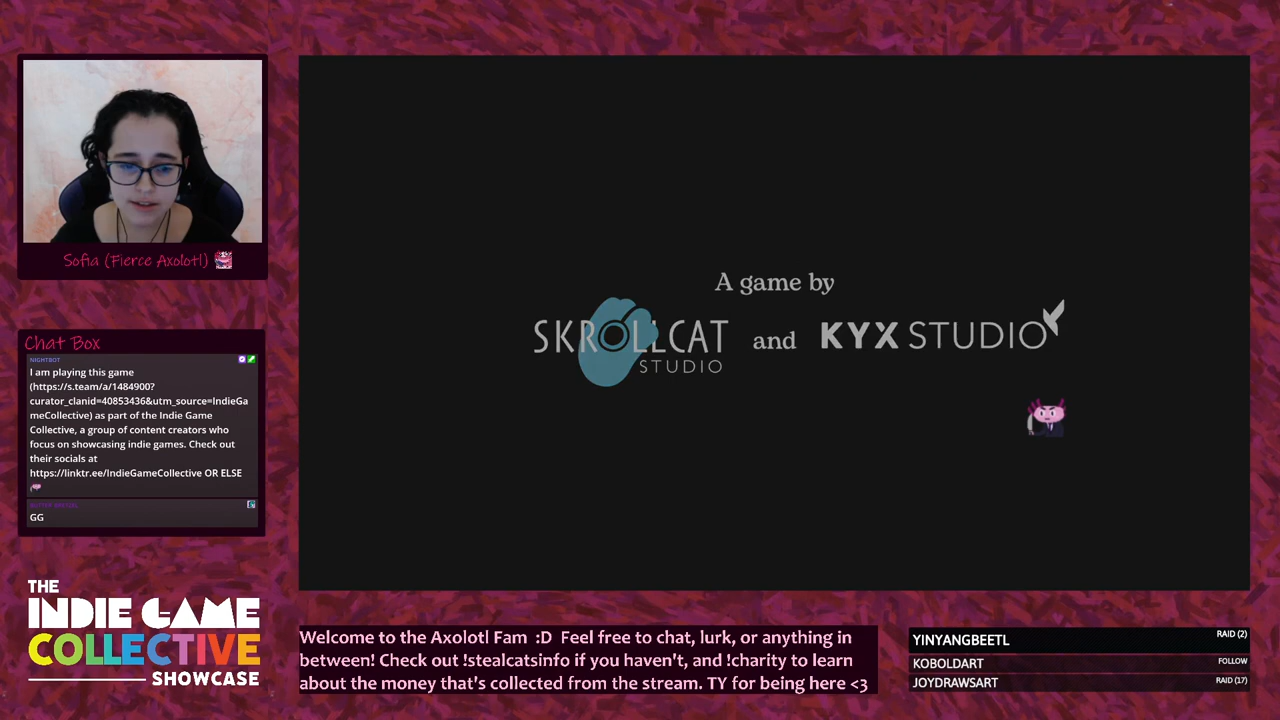 A game by
SKROLLCAT
STUDIO
and
KYX STUDIO
Sofia (Fierce Axolotl)
Chat Box
NIGHTBOT
I am playing this game
(https://s.team/a/1484900?
curator_clanid=40853436&utm_source=IndieGa
meCollective) as part of the Indie Game
Collective, a group of content creators who
focus on showcasing indie games. Check out
their socials at
https://linktr.ee/IndieGameCollective OR ELSE
GG
THE
INDIE GAME
COLLECTIVE
SHOWCASE
Welcome to the Axolotl Fam :D Feel free to chat, lurk, or anything in
between! Check out !stealcatsinfo if you haven't, and !charity to learn
about the money that's collected from the stream. TY for being here <3
YINYANGBEETL RAID (2)
KOBOLDART FOLLOW
JOYDRAWSART RAID (17)